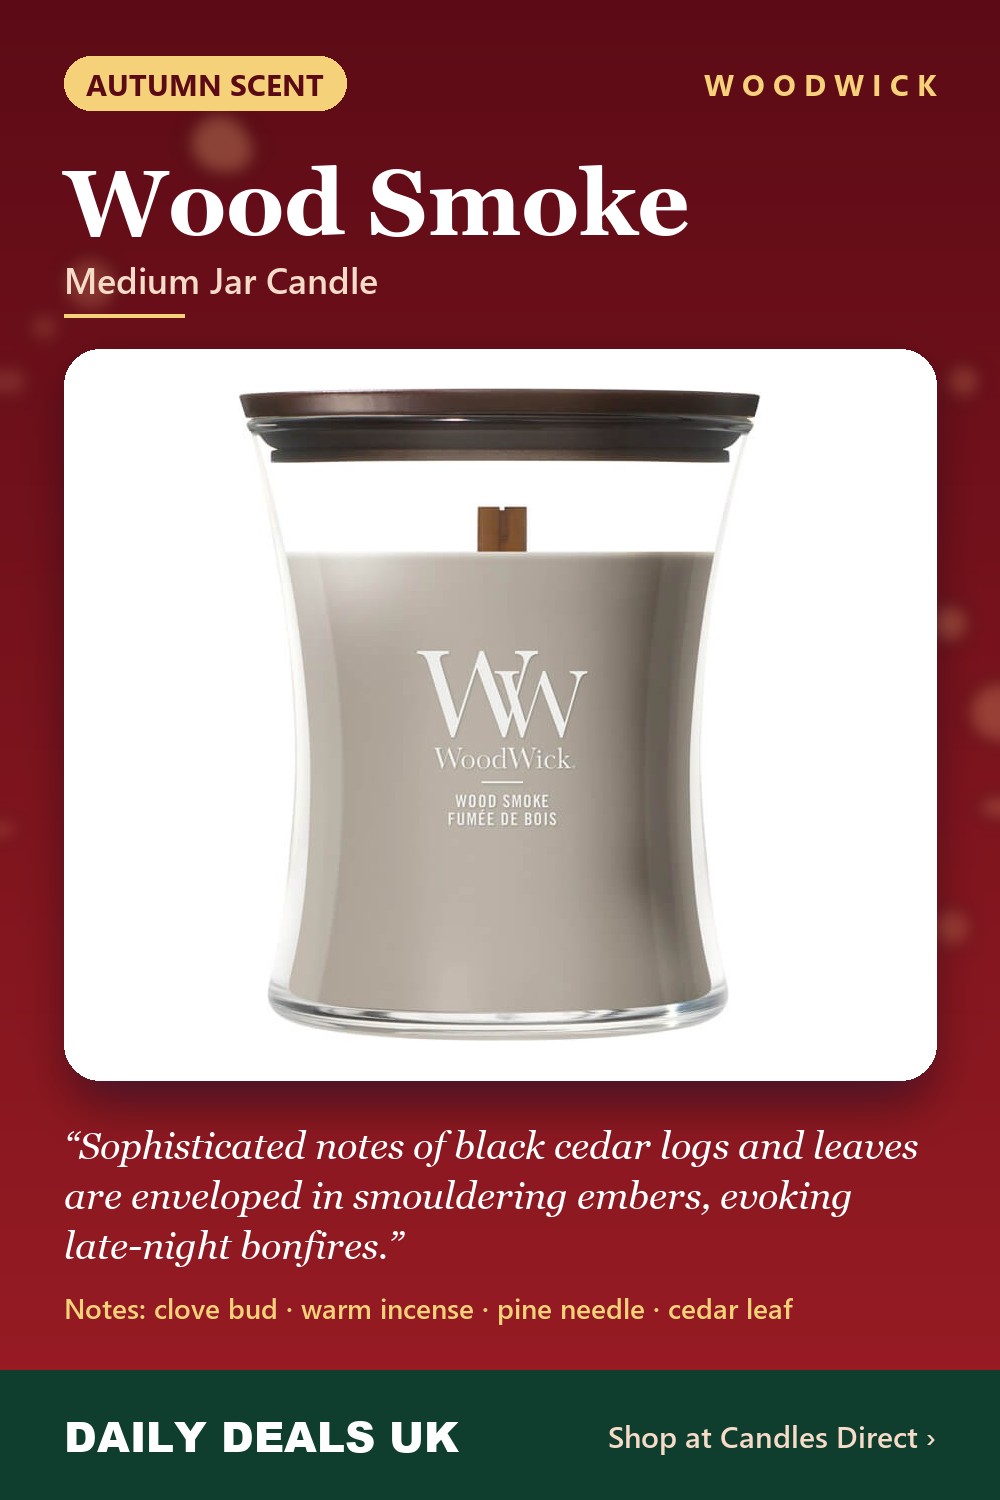 AUTUMN SCENT
WOODWICK
Wood Smoke
Medium Jar Candle
WW
WoodWick
WOOD SMOKE
FUMÉE DE BOIS
“Sophisticated notes of black cedar logs and leaves
are enveloped in smouldering embers, evoking
late-night bonfires.”
Notes: clove bud · warm incense · pine needle · cedar leaf
DAILY DEALS UK
Shop at Candles Direct ›